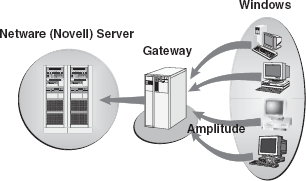 Windows
Netware (Novell) Server
Gateway
Amplitude